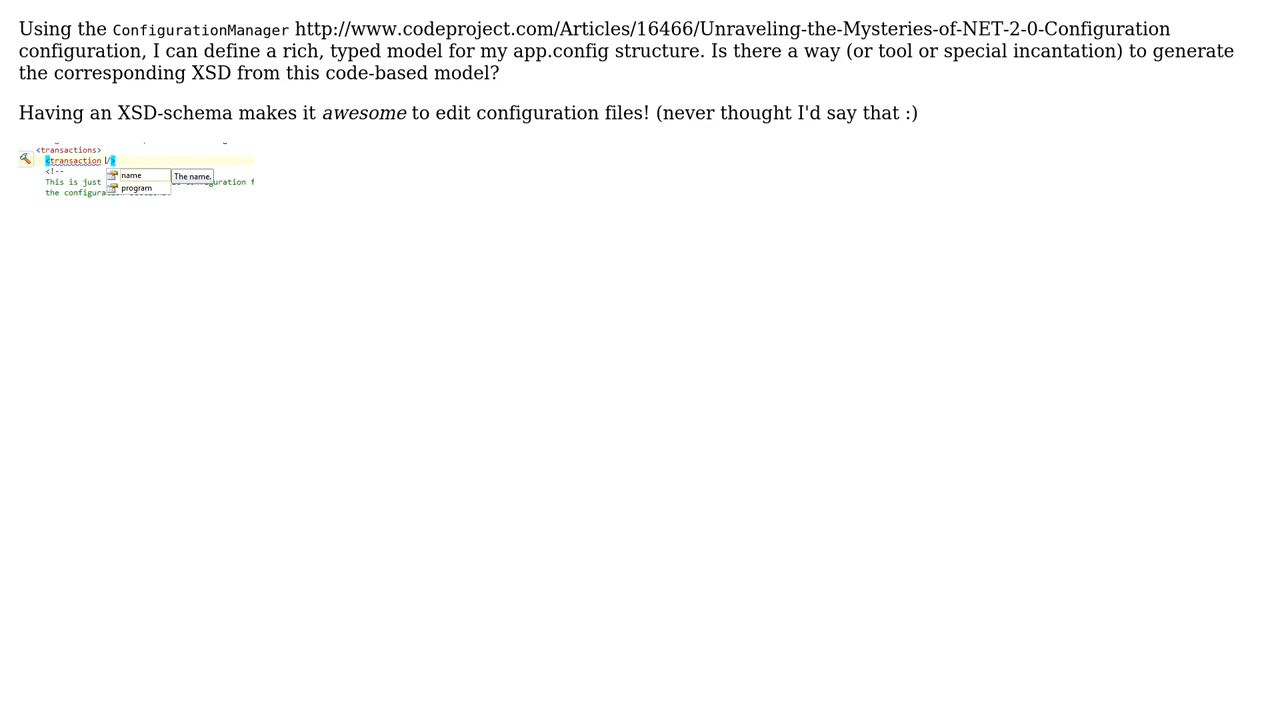 Using the ConfigurationManager http://www.codeproject.com/Articles/16466/Unraveling-the-Mysteries-of-NET-2-0-Configuration
configuration, I can define a rich, typed model for my app.config structure. Is there a way (or tool or special incantation) to generate
the corresponding XSD from this code-based model?
Having an XSD-schema makes it awesome to edit configuration files! (never thought I'd say that :)
<transactions>
<transaction />
<!--
name
The name.
This is just
program
the configura